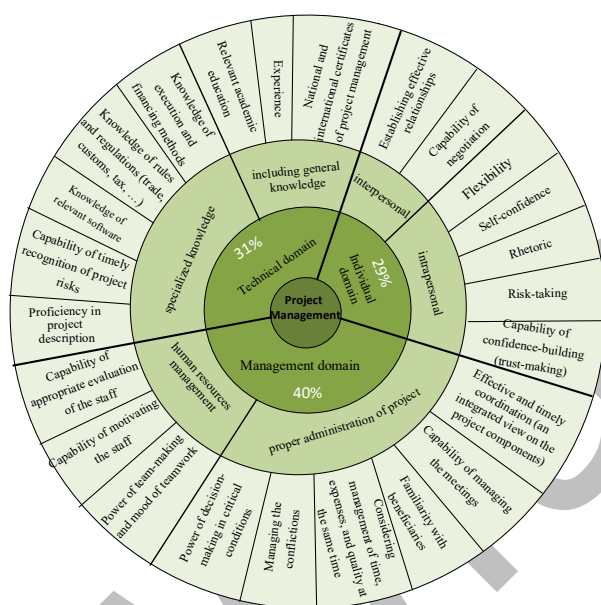 Project
Management
Technical domain
31%
Individual
domain
29%
Management domain
40%
including general
knowledge
interpersonal
intrapersonal
proper administration of project
human resources
management
specialized knowledge
Relevant academic
education
Experience
National and
international certificates
of project management
Establishing effective
relationships
Capability of
negotiation
Flexibility
Self-confidence
Rhetoric
Risk-taking
Capability of
confidence-building
(trust-making)
Effective and timely
coordination (an
integrated view on the
project components)
Capability of managing
the meetings
Familiarity with
beneficiaries
Considering
management of time,
expenses, and quality at
the same time
Managing the
conflictions
Power of decision-
making in critical
conditions
Power of team-making
and mood of teamwork
Capability of motivating
the staff
Capability of
appropriate evaluation
of the staff
Proficiency in
project
description
Capability of timely
recognition of project
risks
Knowledge of
relevant software
Knowledge of rules
and regulations (trade,
customs, tax, …)
Knowledge of
execution and
financing methods